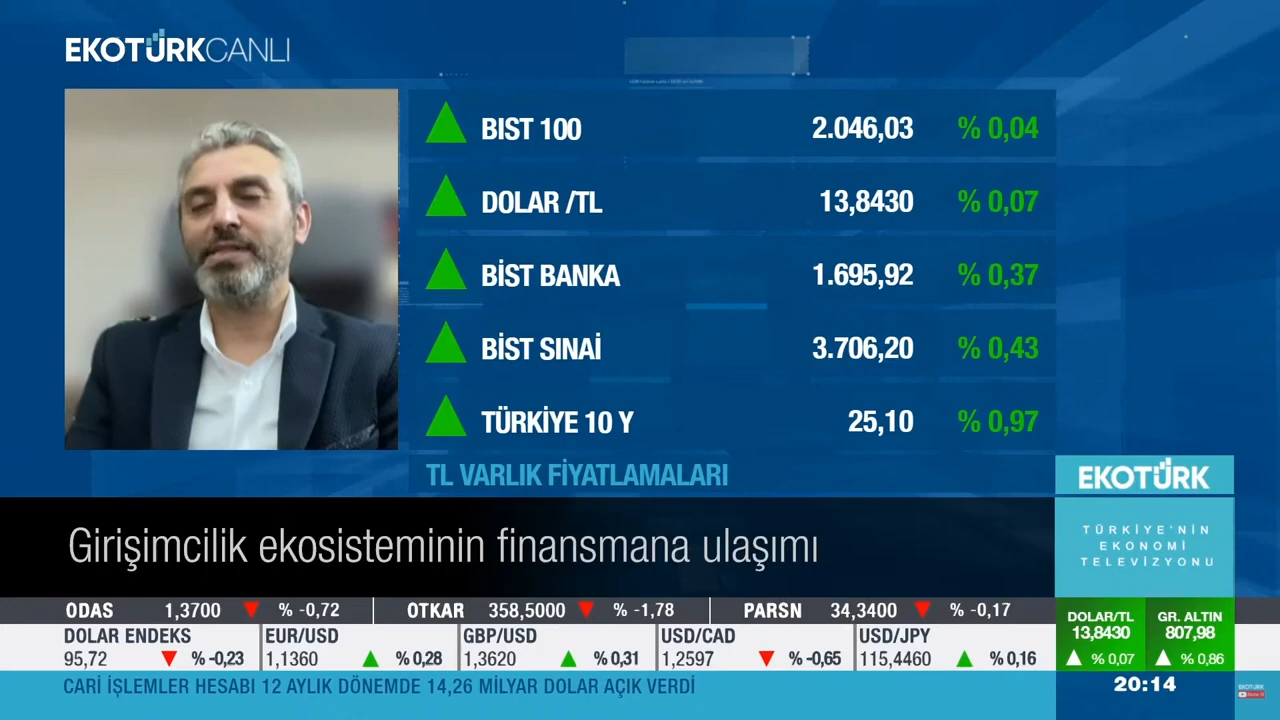 EKOTÜRK CANLI
BIST 100 2.046,03 % 0,04
DOLAR /TL 13,8430 % 0,07
BİST BANKA 1.695,92 % 0,37
BİST SINAİ 3.706,20 % 0,43
TÜRKİYE 10 Y 25,10 % 0,97
TL VARLIK FİYATLAMALARI
EKOTÜRK
TÜRKİYE'NİN
EKONOMİ
TELEVİZYONU
Girişimcilik ekosisteminin finansmana ulaşımı
ODAS 1,3700 % -0,72 OTKAR 358,5000 % -1,78 PARSN 34,3400 % -0,17
DOLAR ENDEKS EUR/USD GBP/USD USD/CAD USD/JPY
95,72 % -0,23 1,1360 % 0,28 1,3620 % 0,31 1,2597 % -0,65 115,4460 % 0,16
DOLAR/TL GR. ALTIN
13,8430 807,98
% 0,07 % 0,86
CARİ İŞLEMLER HESABI 12 AYLIK DÖNEMDE 14,26 MİLYAR DOLAR AÇIK VERDİ
20:14
EKOTÜRK